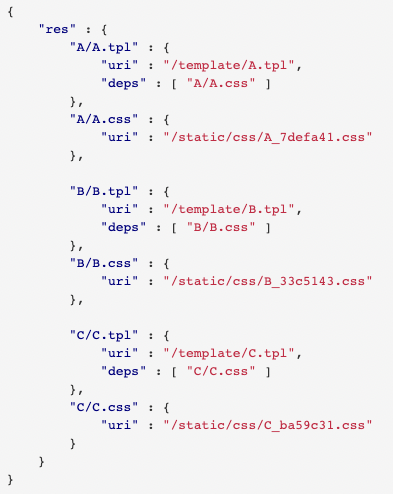 {
    "res" : {
        "A/A.tpl" : {
            "uri" : "/template/A.tpl",
            "deps" : [ "A/A.css" ]
        },
        "A/A.css" : {
            "uri" : "/static/css/A_7defa41.css"
        },

        "B/B.tpl" : {
            "uri" : "/template/B.tpl",
            "deps" : [ "B/B.css" ]
        },
        "B/B.css" : {
            "uri" : "/static/css/B_33c5143.css"
        },

        "C/C.tpl" : {
            "uri" : "/template/C.tpl",
            "deps" : [ "C/C.css" ]
        },
        "C/C.css" : {
            "uri" : "/static/css/C_ba59c31.css"
        }
    }
}